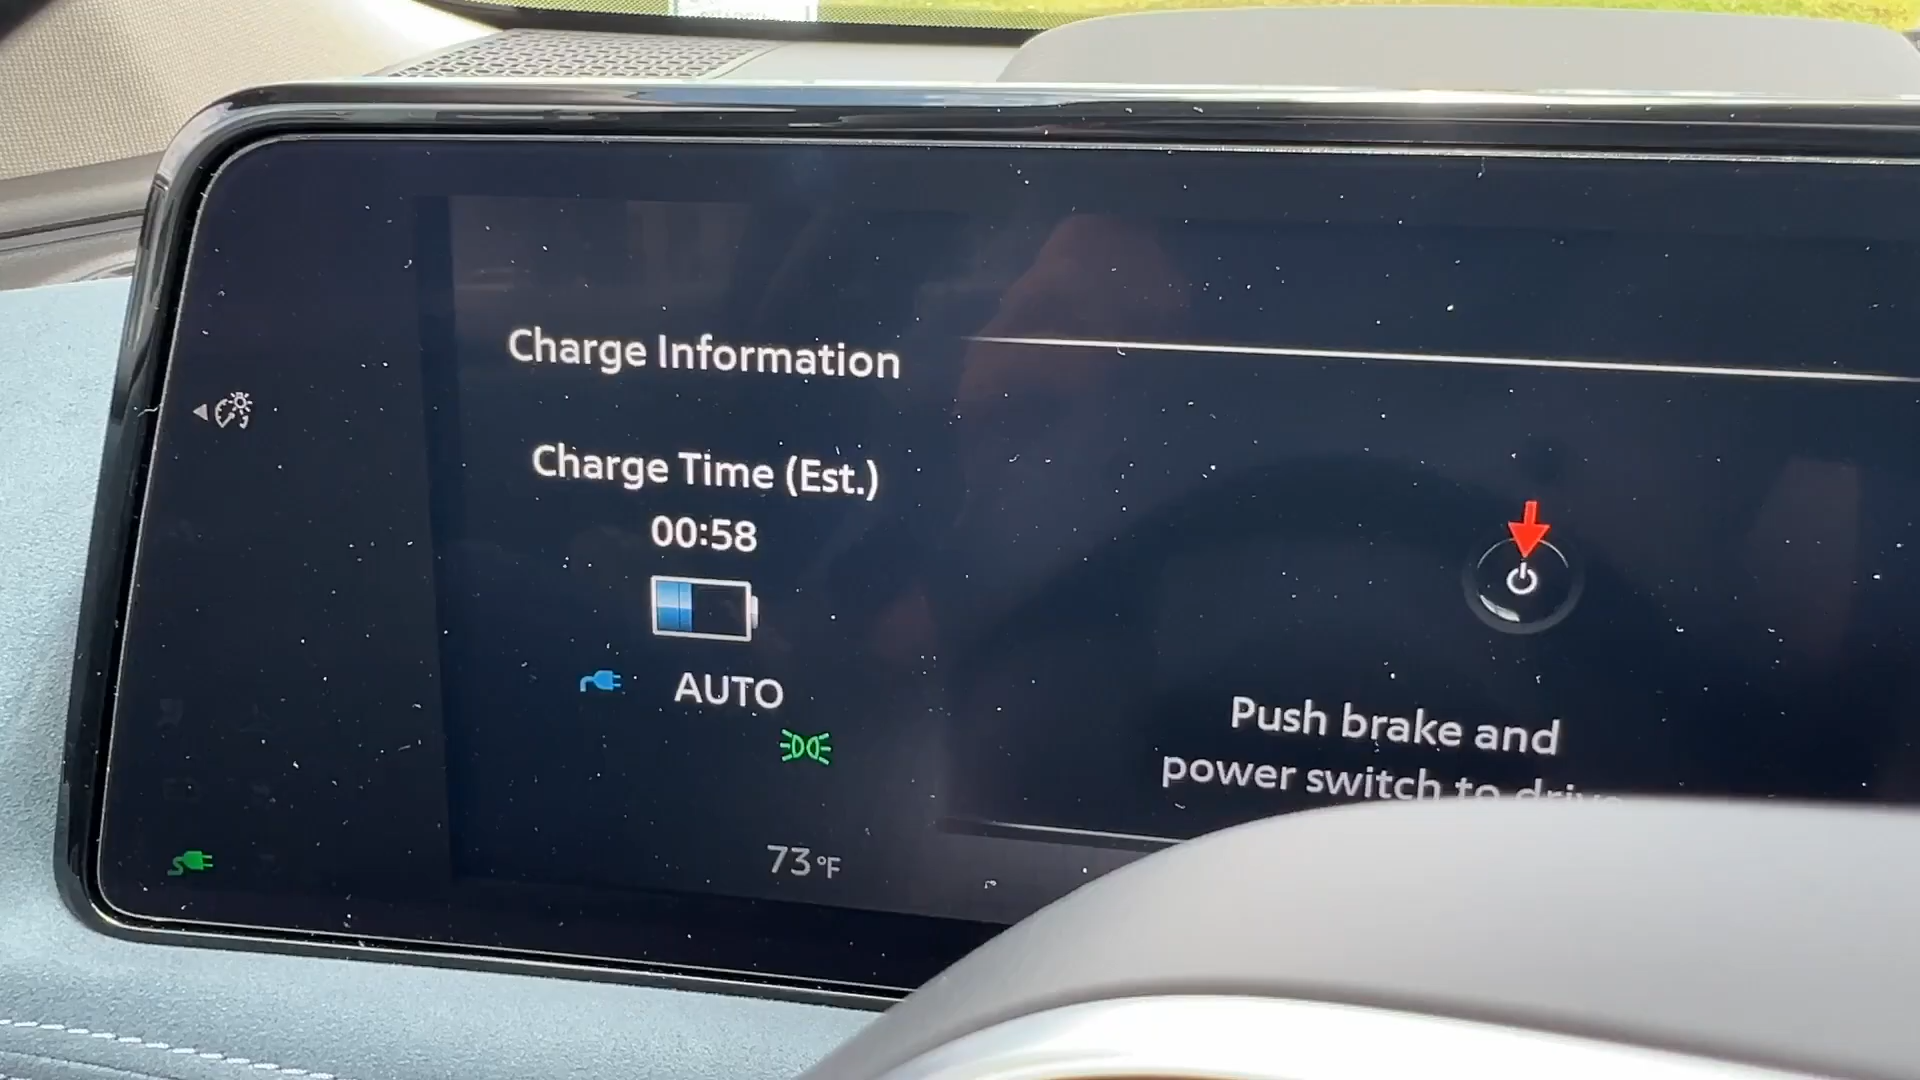 Charge Information
Charge Time (Est.)
00:58
AUTO
73°F
Push brake and
power switch to drive